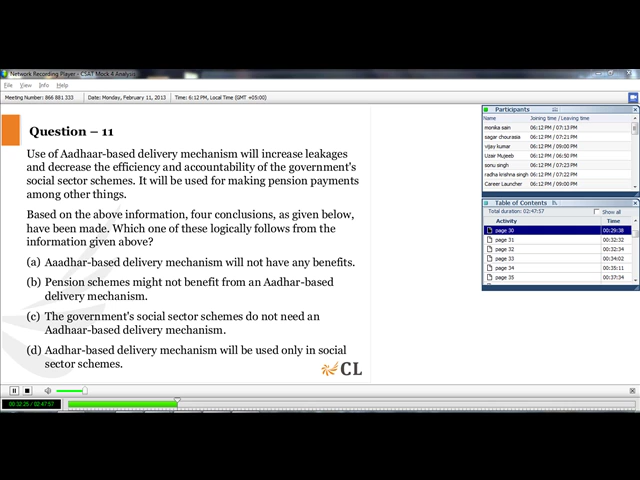 Network Recording Player - CSAT Mock 4 Analysis
File View Info Help
Meeting Number: 866 881 333 Date: Monday, February 11, 2013 Time: 6:12 PM, Local Time (GMT +05:00)
Question – 11
Use of Aadhaar-based delivery mechanism will increase leakages
and decrease the efficiency and accountability of the government's
social sector schemes. It will be used for making pension payments
among other things.
Based on the above information, four conclusions, as given below,
have been made. Which one of these logically follows from the
information given above?
(a) Aaadhar-based delivery mechanism will not have any benefits.
(b) Pension schemes might not benefit from an Aadhar-based
delivery mechanism.
(c) The government's social sector schemes do not need an
Aadhaar-based delivery mechanism.
(d) Aadhar-based delivery mechanism will be used only in social
sector schemes.
CL
Participants
Name Joining time / Leaving time
monika sain 06:12 PM / 07:13 PM
sagar chourasia 06:12 PM / 07:21 PM
vijay kumar 06:12 PM / 09:00 PM
Uzair Mujeeb 06:12 PM / 06:50 PM
sonu singh 06:12 PM / 07:23 PM
radha krishna singh 06:12 PM / 07:22 PM
Career Launcher 06:12 PM / 09:00 PM
Table of Contents
Total duration: 02:47:57 Show all
Activity Time
page 30 00:29:38
page 31 00:32:32
page 32 00:32:34
page 33 00:34:02
page 34 00:35:11
page 35 00:37:34
00:32:25 / 02:47:57